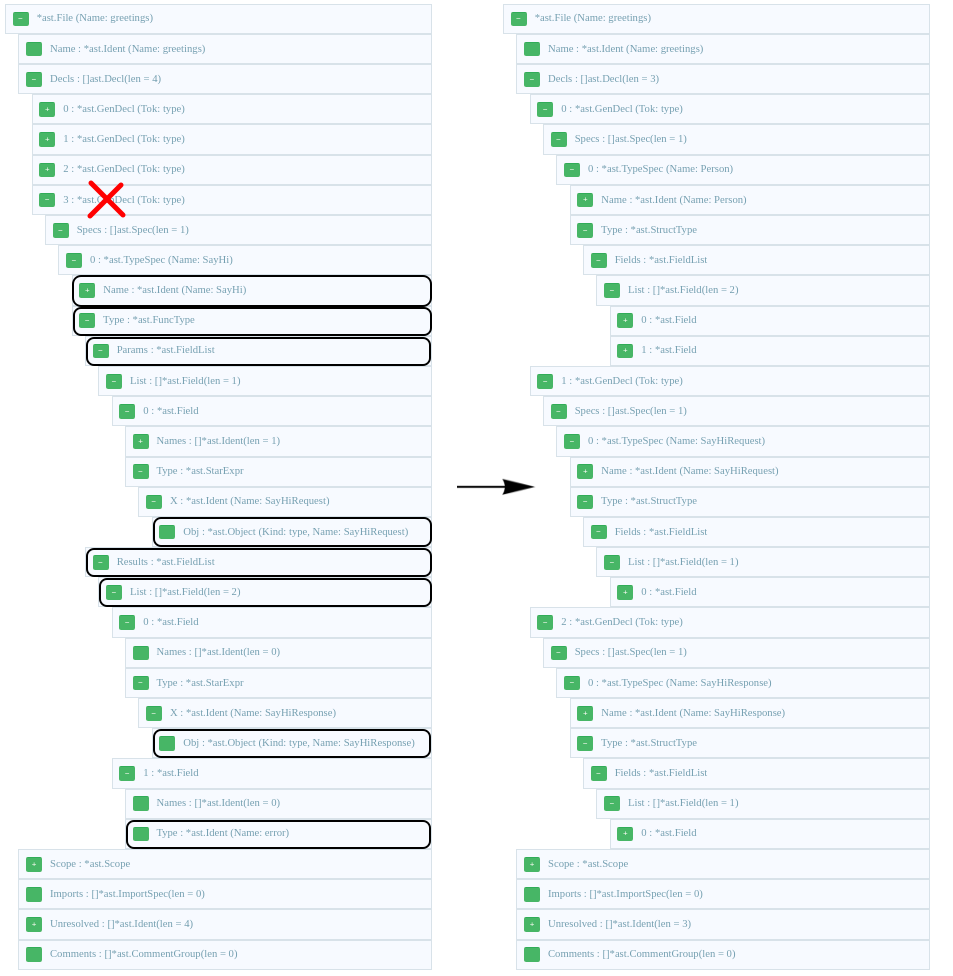 *ast.File (Name: greetings)
Name : *ast.Ident (Name: greetings)
Decls : []ast.Decl(len = 4)
0 : *ast.GenDecl (Tok: type)
1 : *ast.GenDecl (Tok: type)
2 : *ast.GenDecl (Tok: type)
3 : *ast.GenDecl (Tok: type)
Specs : []ast.Spec(len = 1)
0 : *ast.TypeSpec (Name: SayHi)
Name : *ast.Ident (Name: SayHi)
Type : *ast.FuncType
Params : *ast.FieldList
List : []*ast.Field(len = 1)
0 : *ast.Field
Names : []*ast.Ident(len = 1)
Type : *ast.StarExpr
X : *ast.Ident (Name: SayHiRequest)
Obj : *ast.Object (Kind: type, Name: SayHiRequest)
Results : *ast.FieldList
List : []*ast.Field(len = 2)
0 : *ast.Field
Names : []*ast.Ident(len = 0)
Type : *ast.StarExpr
X : *ast.Ident (Name: SayHiResponse)
Obj : *ast.Object (Kind: type, Name: SayHiResponse)
1 : *ast.Field
Names : []*ast.Ident(len = 0)
Type : *ast.Ident (Name: error)
Scope : *ast.Scope
Imports : []*ast.ImportSpec(len = 0)
Unresolved : []*ast.Ident(len = 4)
Comments : []*ast.CommentGroup(len = 0)
*ast.File (Name: greetings)
Name : *ast.Ident (Name: greetings)
Decls : []ast.Decl(len = 3)
0 : *ast.GenDecl (Tok: type)
Specs : []ast.Spec(len = 1)
0 : *ast.TypeSpec (Name: Person)
Name : *ast.Ident (Name: Person)
Type : *ast.StructType
Fields : *ast.FieldList
List : []*ast.Field(len = 2)
0 : *ast.Field
1 : *ast.Field
1 : *ast.GenDecl (Tok: type)
Specs : []ast.Spec(len = 1)
0 : *ast.TypeSpec (Name: SayHiRequest)
Name : *ast.Ident (Name: SayHiRequest)
Type : *ast.StructType
Fields : *ast.FieldList
List : []*ast.Field(len = 1)
0 : *ast.Field
2 : *ast.GenDecl (Tok: type)
Specs : []ast.Spec(len = 1)
0 : *ast.TypeSpec (Name: SayHiResponse)
Name : *ast.Ident (Name: SayHiResponse)
Type : *ast.StructType
Fields : *ast.FieldList
List : []*ast.Field(len = 1)
0 : *ast.Field
Scope : *ast.Scope
Imports : []*ast.ImportSpec(len = 0)
Unresolved : []*ast.Ident(len = 3)
Comments : []*ast.CommentGroup(len = 0)